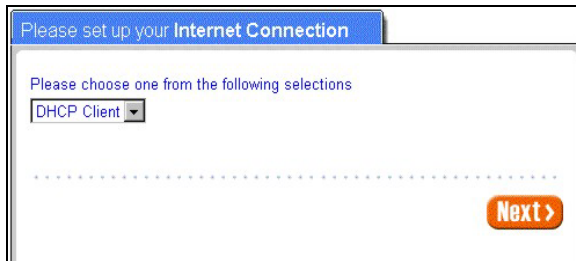 Please set up your Internet Connection
Please choose one from the following selections
DHCP Client
Next >